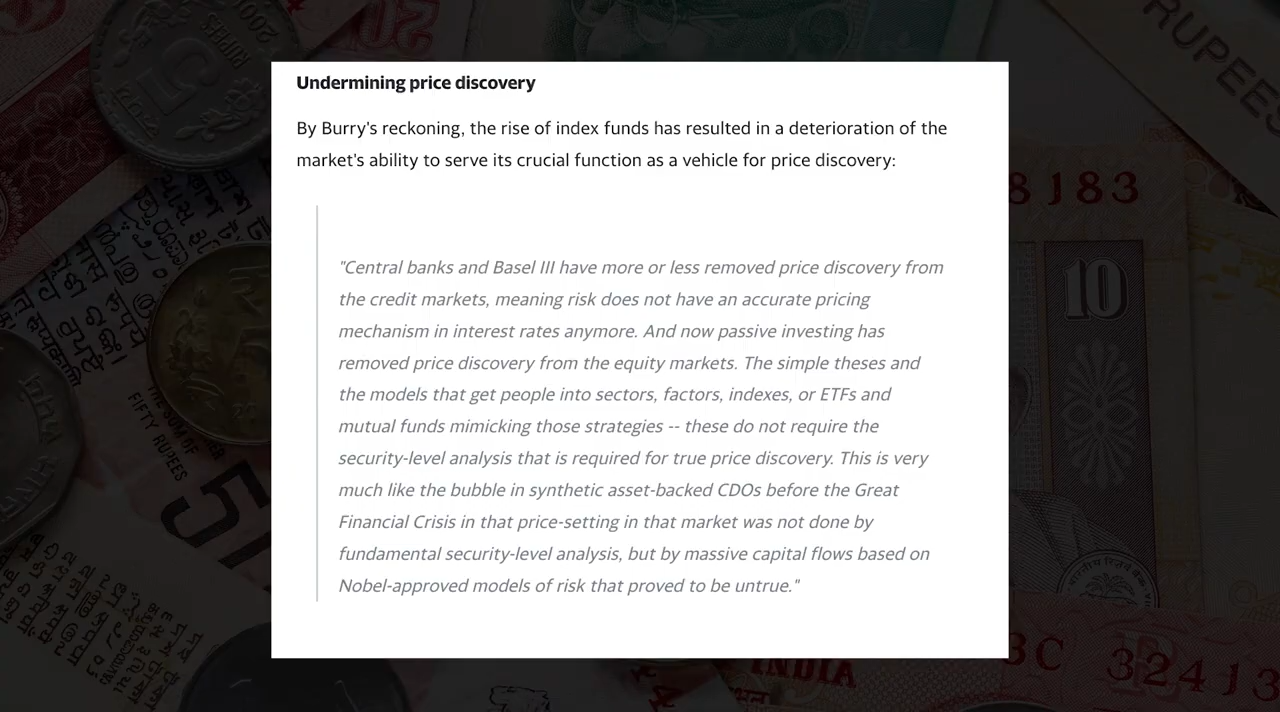 Undermining price discovery
By Burry's reckoning, the rise of index funds has resulted in a deterioration of the
market's ability to serve its crucial function as a vehicle for price discovery:
"Central banks and Basel III have more or less removed price discovery from
the credit markets, meaning risk does not have an accurate pricing
mechanism in interest rates anymore. And now passive investing has
removed price discovery from the equity markets. The simple theses and
the models that get people into sectors, factors, indexes, or ETFs and
mutual funds mimicking those strategies -- these do not require the
security-level analysis that is required for true price discovery. This is very
much like the bubble in synthetic asset-backed CDOs before the Great
Financial Crisis in that price-setting in that market was not done by
fundamental security-level analysis, but by massive capital flows based on
Nobel-approved models of risk that proved to be untrue."
RUPEES
8183
10
FIFTY RUPEES
INDIA
3C 32413